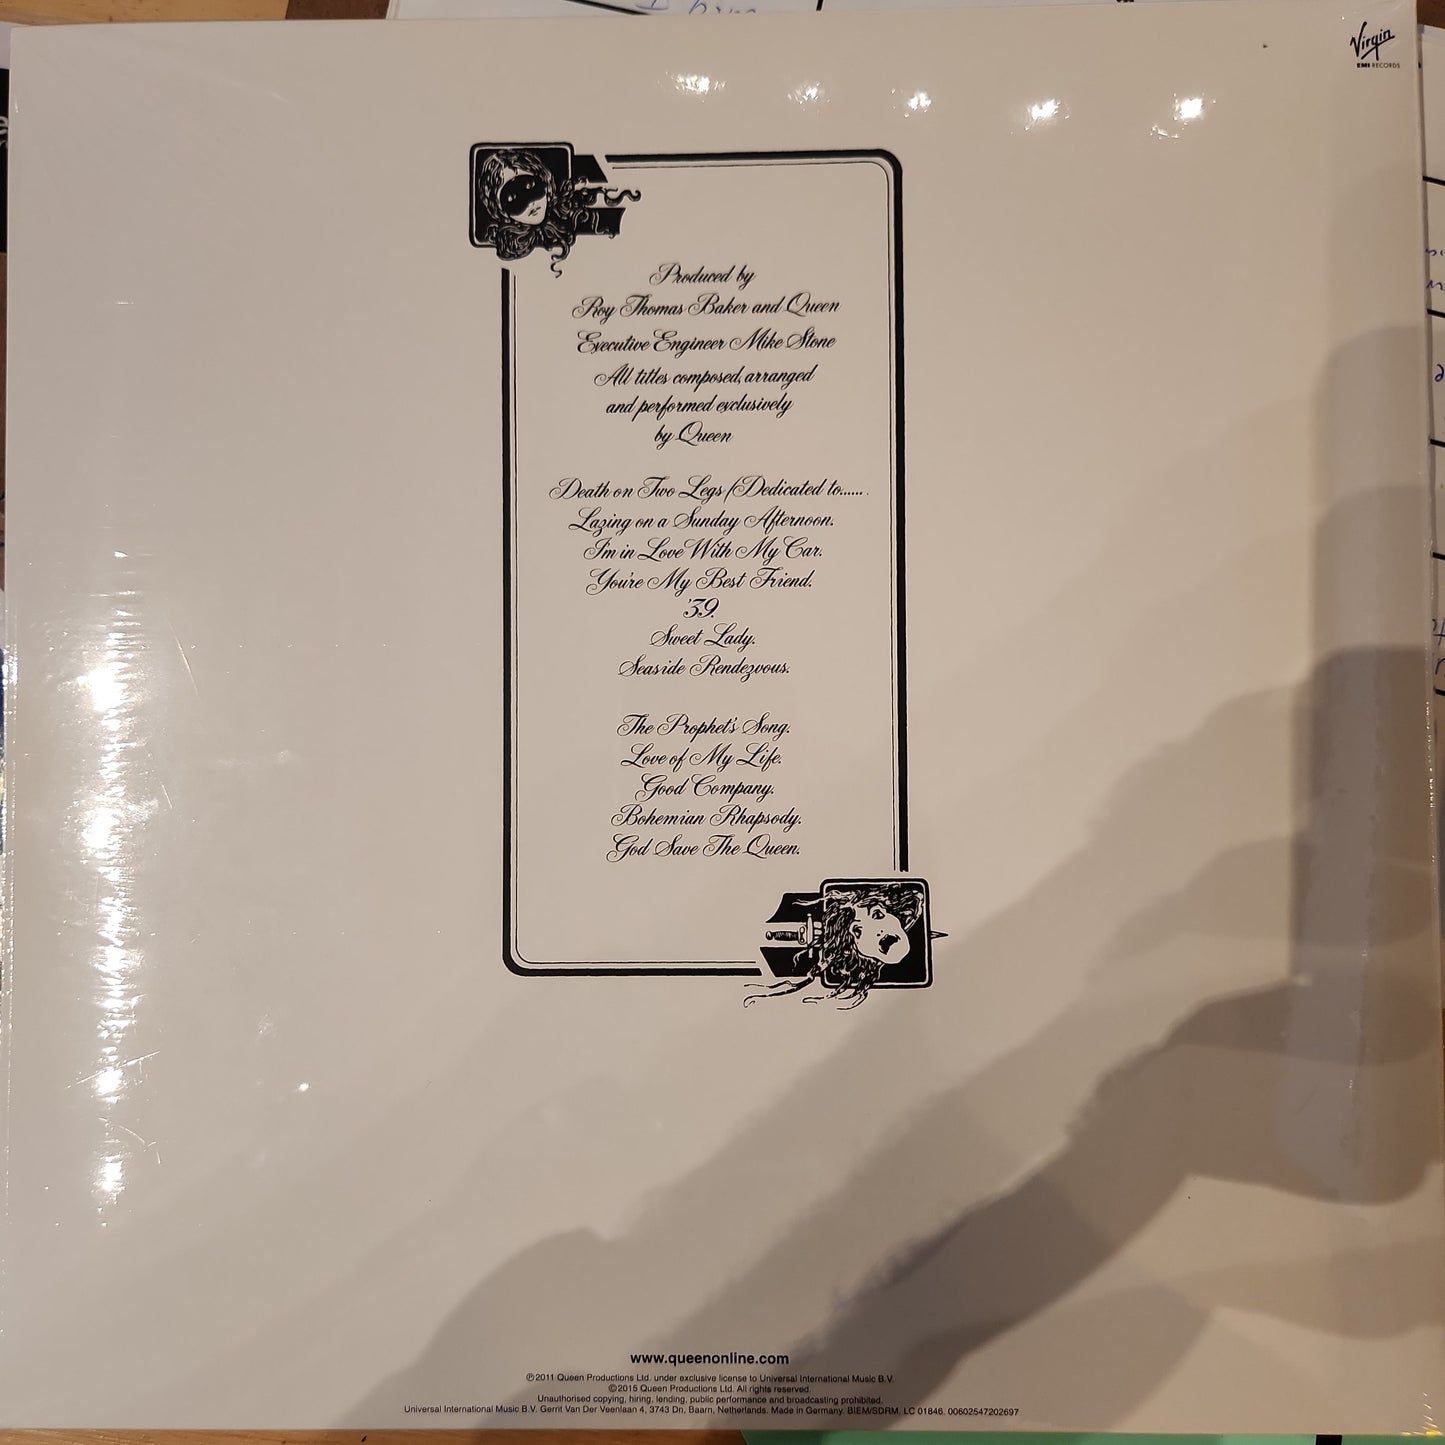 Virgin
EMI RECORDS
Produced by
Roy Thomas Baker and Queen
Executive Engineer Mike Stone
All titles composed, arranged
and performed exclusively
by Queen
Death on Two Legs (Dedicated to......
Lazing on a Sunday Afternoon.
I'm in Love With My Car.
You're My Best Friend.
'39.
Sweet Lady.
Seaside Rendezvous.
The Prophet's Song.
Love of My Life.
Good Company.
Bohemian Rhapsody.
God Save The Queen.
www.queenonline.com
℗2011 Queen Productions Ltd. under exclusive license to Universal International Music B.V.
©2015 Queen Productions Ltd. All rights reserved.
Unauthorised copying, hiring, lending, public performance and broadcasting prohibited.
Universal International Music B.V. Gerrit Van Der Veenlaan 4, 3743 Dn, Baarn, Netherlands. Made in Germany. BIEM/SDRM. LC 01846. 00602547202697